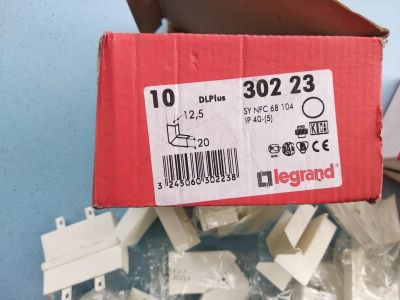 10
DLPlus
302 23
12,5
20
SY NFC 68 104
IP 40-(5)
3 245060 302238
legrand